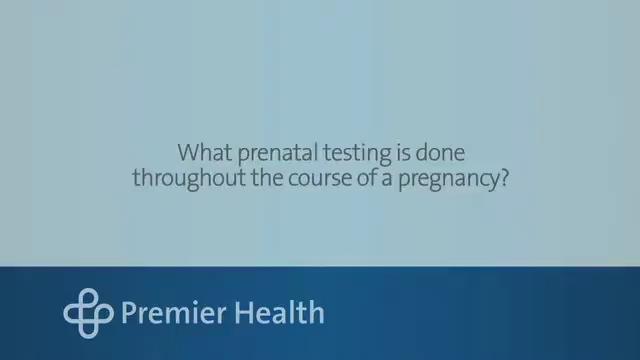 What prenatal testing is done
throughout the course of a pregnancy?
Premier Health